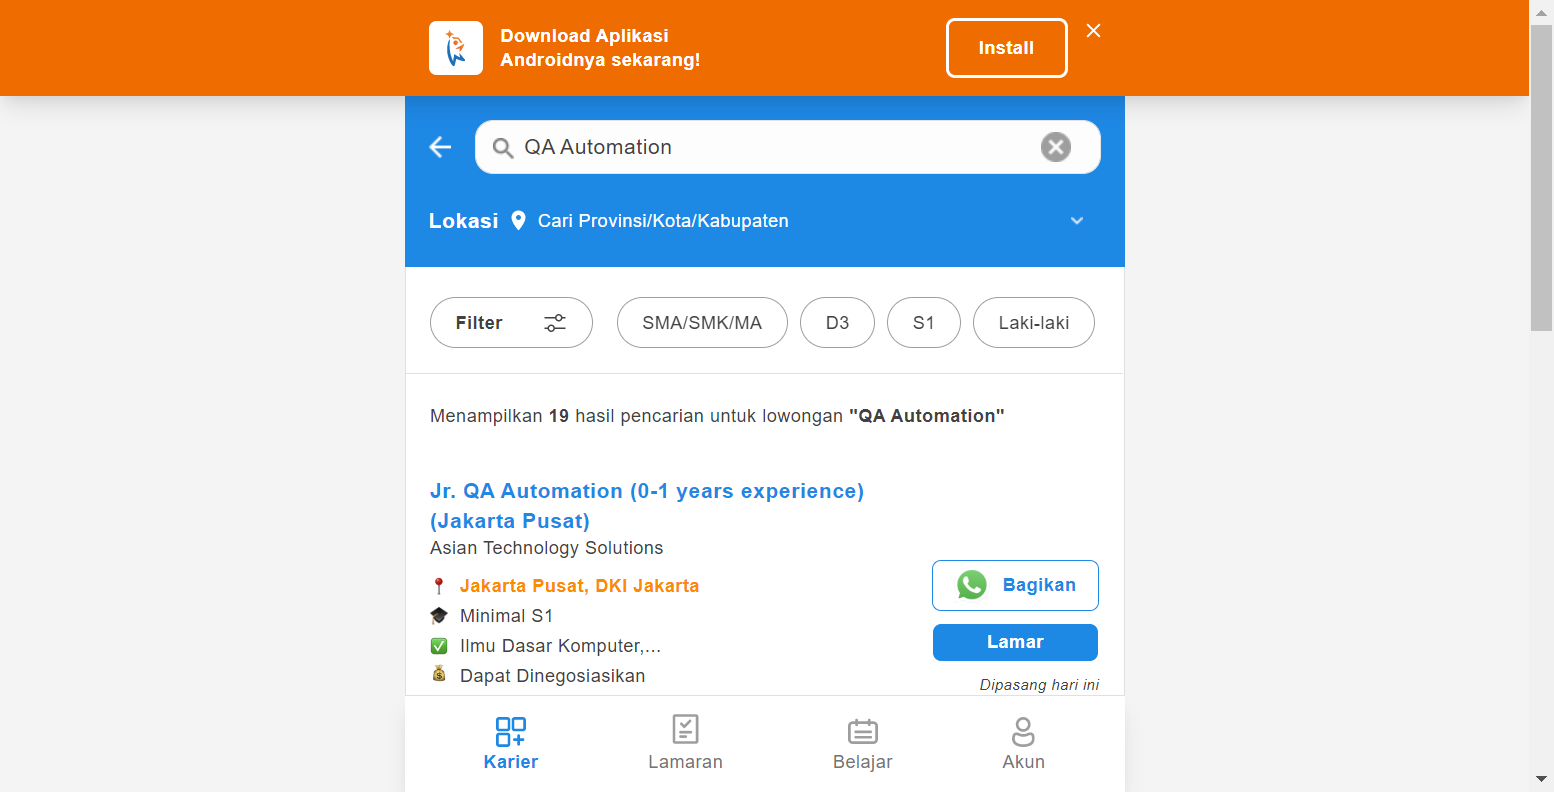 Download Aplikasi
Androidnya sekarang!
Install
QA Automation
Lokasi Cari Provinsi/Kota/Kabupaten
Filter SMA/SMK/MA D3 S1 Laki-laki
Menampilkan 19 hasil pencarian untuk lowongan "QA Automation"
Jr. QA Automation (0-1 years experience)
(Jakarta Pusat)
Asian Technology Solutions
Jakarta Pusat, DKI Jakarta
Minimal S1
Ilmu Dasar Komputer,...
Dapat Dinegosiasikan
Bagikan
Lamar
Dipasang hari ini
Karier Lamaran Belajar Akun